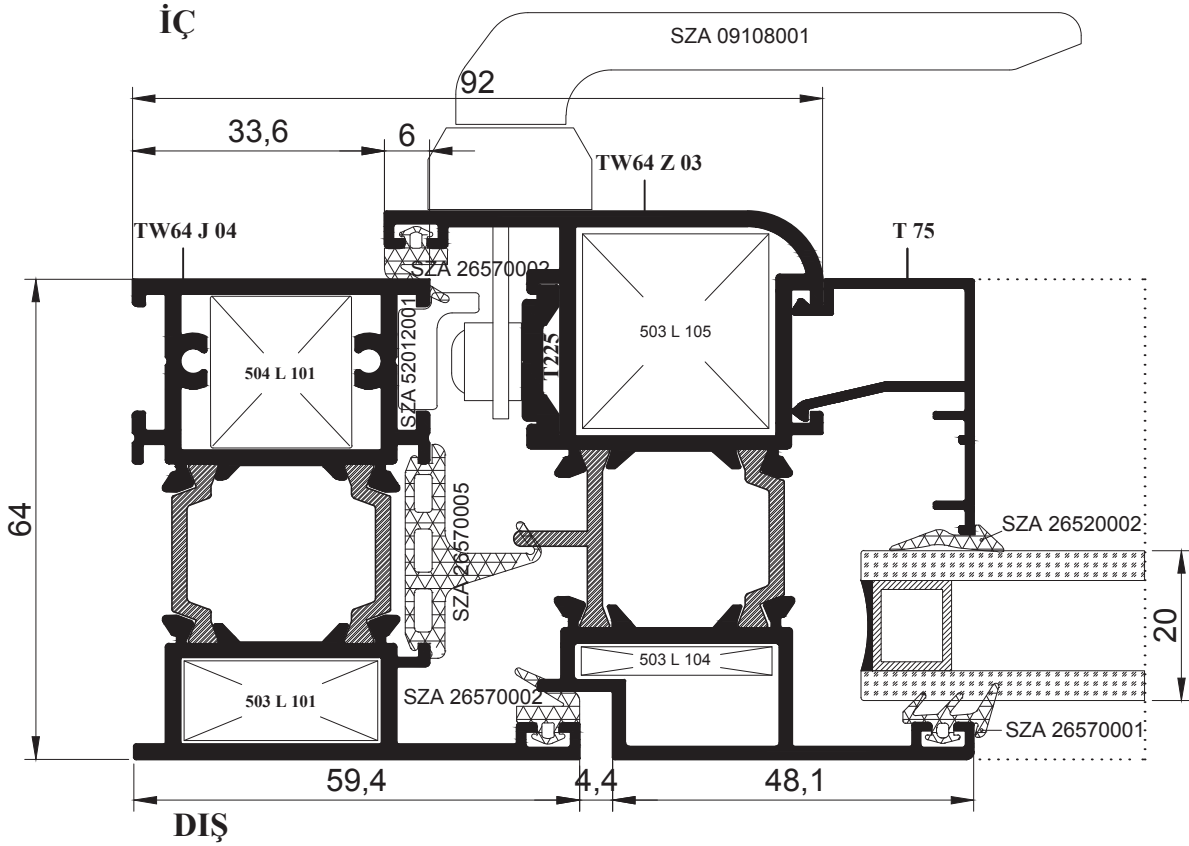 İÇ
SZA 09108001
92
33,6
6
TW64 Z 03
TW64 J 04
T 75
SZA 26570002
SZA 52012001
T225
503 L 105
504 L 101
64
SZA 26570005
SZA 26520002
20
503 L 104
503 L 101
SZA 26570002
SZA 26570001
59,4
4,4
48,1
DIŞ